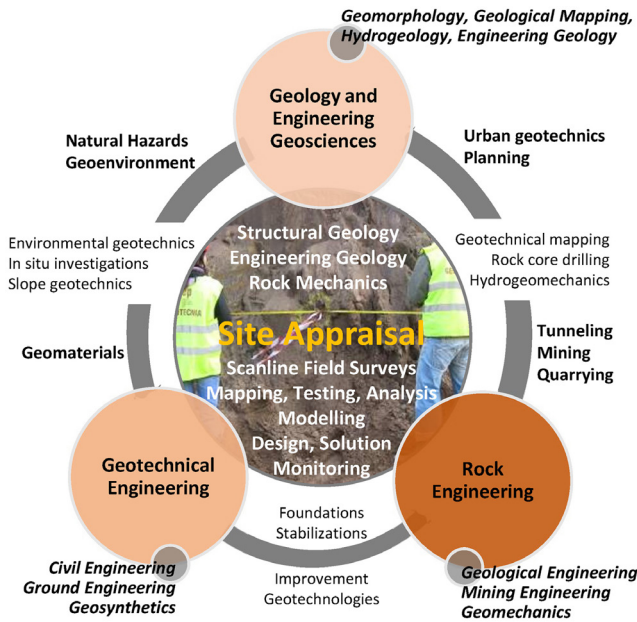 Geomorphology, Geological Mapping,
Hydrogeology, Engineering Geology
Geology and
Engineering
Geosciences
Natural Hazards
Geoenvironment
Urban geotechnics
Planning
Environmental geotechnics
In situ investigations
Slope geotechnics
Structural Geology
Engineering Geology
Rock Mechanics
Geotechnical mapping
Rock core drilling
Hydrogeomechanics
Site Appraisal
Geomaterials
Tunneling
Mining
Quarrying
Scanline Field Surveys
Mapping, Testing, Analysis
Modelling
Design, Solution
Monitoring
Geotechnical
Engineering
Rock
Engineering
Foundations
Stabilizations
Improvement
Geotechnologies
Civil Engineering
Ground Engineering
Geosynthetics
Geological Engineering
Mining Engineering
Geomechanics